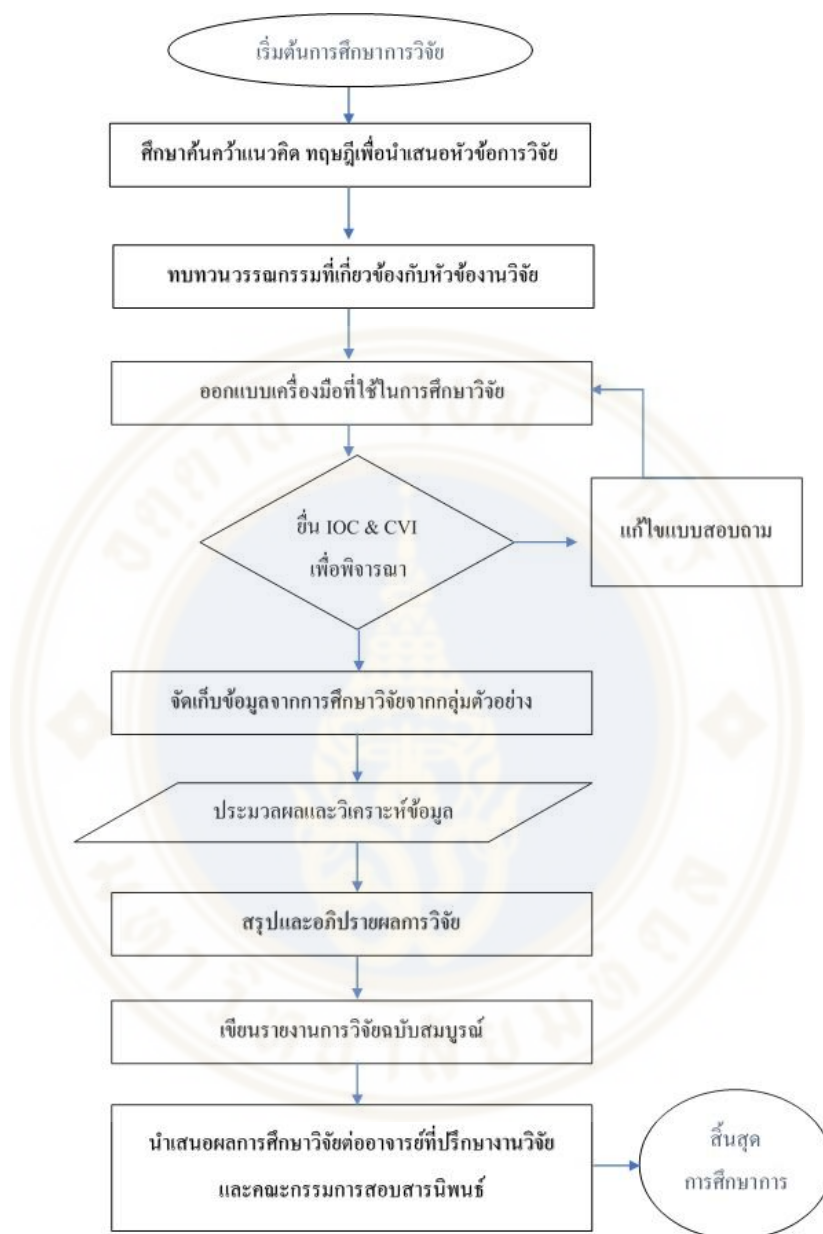 เริ่มต้นการศึกษาการวิจัย
ศึกษาค้นคว้าแนวคิด ทฤษฎีเพื่อนำเสนอหัวข้อการวิจัย
ทบทวนวรรณกรรมที่เกี่ยวข้องกับหัวข้องานวิจัย
ออกแบบเครื่องมือที่ใช้ในการศึกษาวิจัย
ยื่น IOC & CVI
เพื่อพิจารณา
แก้ไขแบบสอบถาม
จัดเก็บข้อมูลจากการศึกษาวิจัยจากกลุ่มตัวอย่าง
ประมวลผลและวิเคราะห์ข้อมูล
สรุปและอภิปรายผลการวิจัย
เขียนรายงานการวิจัยฉบับสมบูรณ์
นำเสนอผลการศึกษาวิจัยต่ออาจารย์ที่ปรึกษางานวิจัย
และคณะกรรมการสอบสารนิพนธ์
สิ้นสุด
การศึกษาการ
มหาวิทยาลัยมหิดล